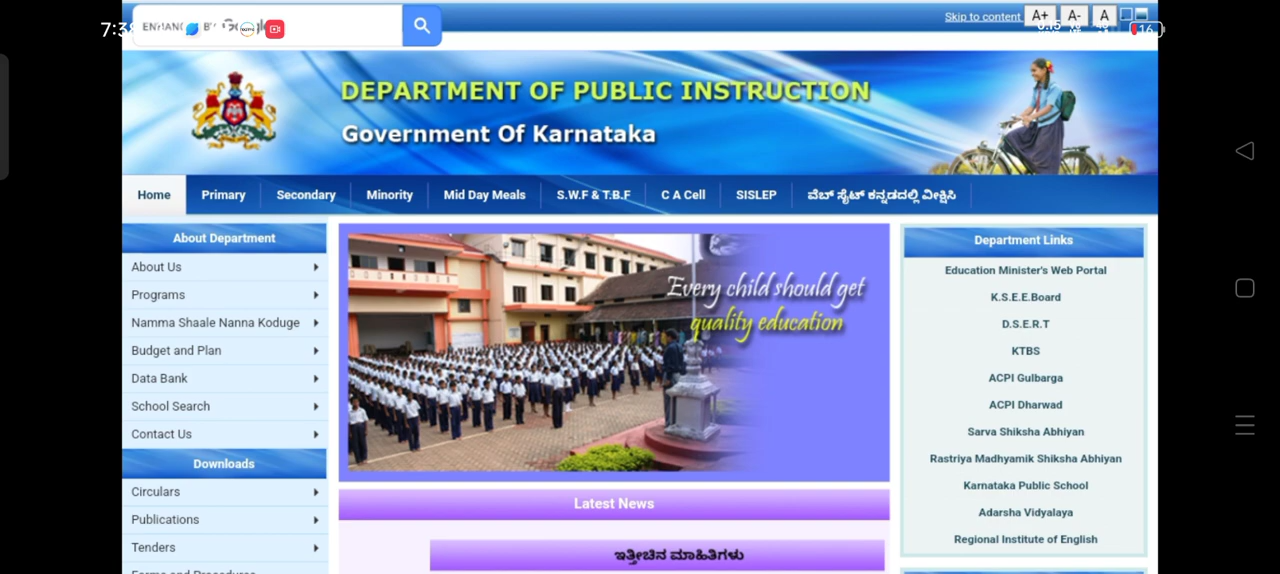 Skip to content A+ A- A
16
DEPARTMENT OF PUBLIC INSTRUCTION
Government Of Karnataka
Home Primary Secondary Minority Mid Day Meals S.W.F & T.B.F C A Cell SISLEP ವೆಬ್ ಸೈಟ್ ಕನ್ನಡದಲ್ಲಿ ವೀಕ್ಷಿಸಿ
About Department
About Us
Programs
Namma Shaale Nanna Koduge
Budget and Plan
Data Bank
School Search
Contact Us
Downloads
Circulars
Publications
Tenders
Forms and Procedures
Every child should get
quality education
Latest News
ಇತ್ತೀಚಿನ ಮಾಹಿತಿಗಳು
Department Links
Education Minister's Web Portal
K.S.E.E.Board
D.S.E.R.T
KTBS
ACPI Gulbarga
ACPI Dharwad
Sarva Shiksha Abhiyan
Rastriya Madhyamik Shiksha Abhiyan
Karnataka Public School
Adarsha Vidyalaya
Regional Institute of English